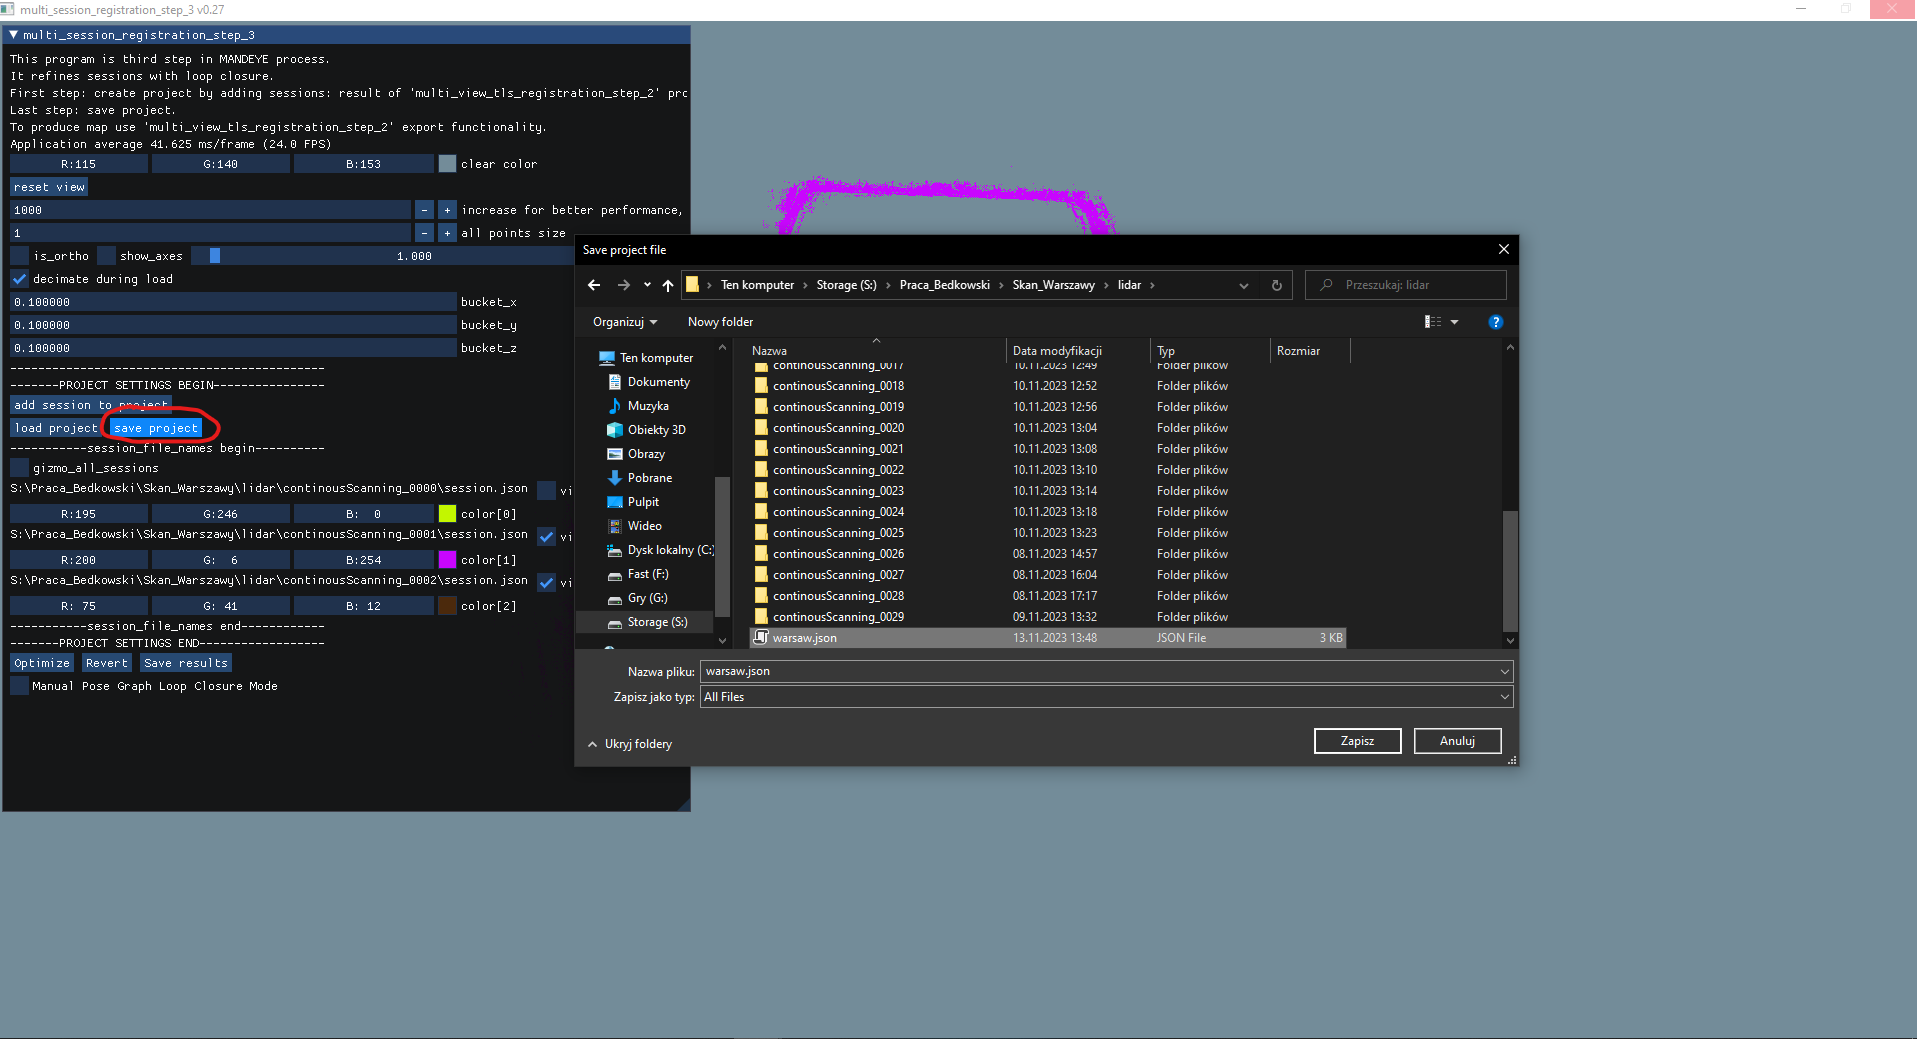 multi_session_registration_step_3 v0.27
multi_session_registration_step_3
This program is third step in MANDEYE process.
It refines sessions with loop closure.
First step: create project by adding sessions: result of 'multi_view_tls_registration_step_2' pro
Last step: save project.
To produce map use 'multi_view_tls_registration_step_2' export functionality.
Application average 41.625 ms/frame (24.0 FPS)
R:115 G:140 B:153 clear color
reset view
1000 - + increase for better performance,
1 - + all points size
is_ortho show_axes 1.000
decimate during load
0.100000 bucket_x
0.100000 bucket_y
0.100000 bucket_z
-----------------------------------------
-------PROJECT SETTINGS BEGIN----------------
add session to project
load project save project
-----------session_file_names begin----------
gizmo_all_sessions
S:\Praca_Bedkowski\Skan_Warszawy\lidar\continousScanning_0000\session.json vi
R:195 G:246 B: 0 color[0]
S:\Praca_Bedkowski\Skan_Warszawy\lidar\continousScanning_0001\session.json vi
R:200 G: 6 B:254 color[1]
S:\Praca_Bedkowski\Skan_Warszawy\lidar\continousScanning_0002\session.json vi
R: 75 G: 41 B: 12 color[2]
-----------session_file_names end------------
-------PROJECT SETTINGS END------------------
Optimize Revert Save results
Manual Pose Graph Loop Closure Mode
Save project file
Ten komputer Storage (S:) Praca_Bedkowski Skan_Warszawy lidar
Przeszukaj: lidar
Organizuj Nowy folder
Ten komputer
Dokumenty
Muzyka
Obiekty 3D
Obrazy
Pobrane
Pulpit
Wideo
Dysk lokalny (C:)
Fast (F:)
Gry (G:)
Storage (S:)
Nazwa Data modyfikacji Typ Rozmiar
continousScanning_0017 10.11.2023 12:49 Folder plików
continousScanning_0018 10.11.2023 12:52 Folder plików
continousScanning_0019 10.11.2023 12:56 Folder plików
continousScanning_0020 10.11.2023 13:04 Folder plików
continousScanning_0021 10.11.2023 13:08 Folder plików
continousScanning_0022 10.11.2023 13:10 Folder plików
continousScanning_0023 10.11.2023 13:14 Folder plików
continousScanning_0024 10.11.2023 13:18 Folder plików
continousScanning_0025 10.11.2023 13:23 Folder plików
continousScanning_0026 08.11.2023 14:57 Folder plików
continousScanning_0027 08.11.2023 16:04 Folder plików
continousScanning_0028 08.11.2023 17:17 Folder plików
continousScanning_0029 09.11.2023 13:32 Folder plików
warsaw.json 13.11.2023 13:48 JSON File 3 KB
Nazwa pliku: warsaw.json
Zapisz jako typ: All Files
Ukryj foldery
Zapisz Anuluj